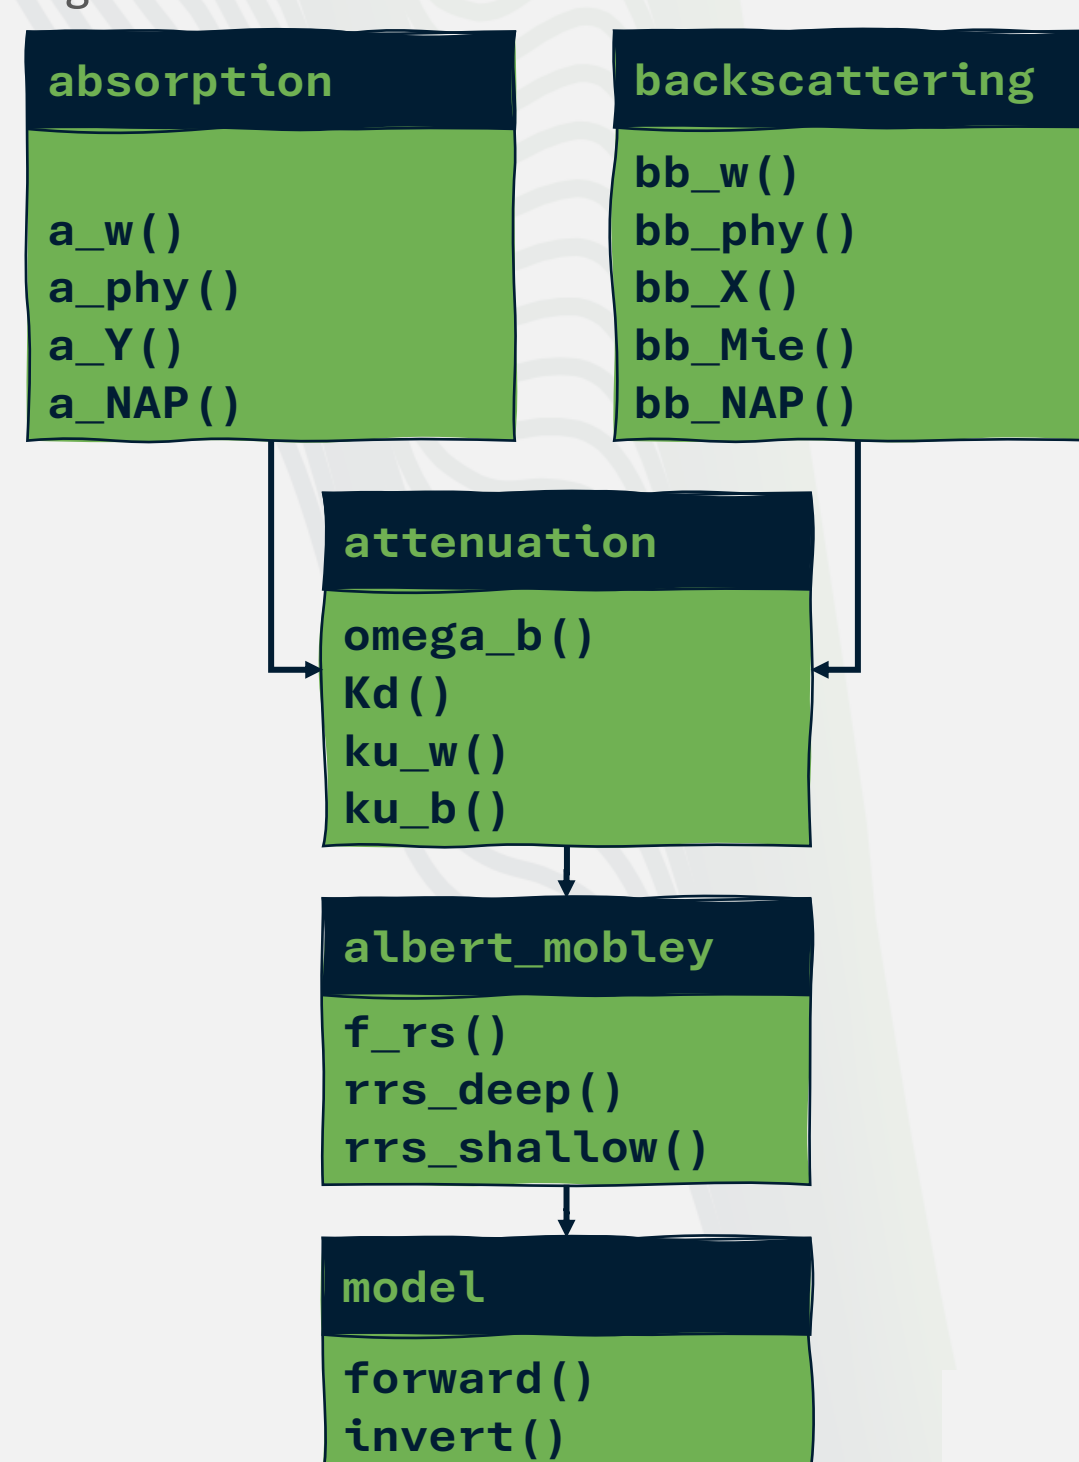 absorption
a_w()
a_phy()
a_Y()
a_NAP()
backscattering
bb_w()
bb_phy()
bb_X()
bb_Mie()
bb_NAP()
attenuation
omega_b()
Kd()
ku_w()
ku_b()
albert_mobley
f_rs()
rrs_deep()
rrs_shallow()
model
forward()
invert()